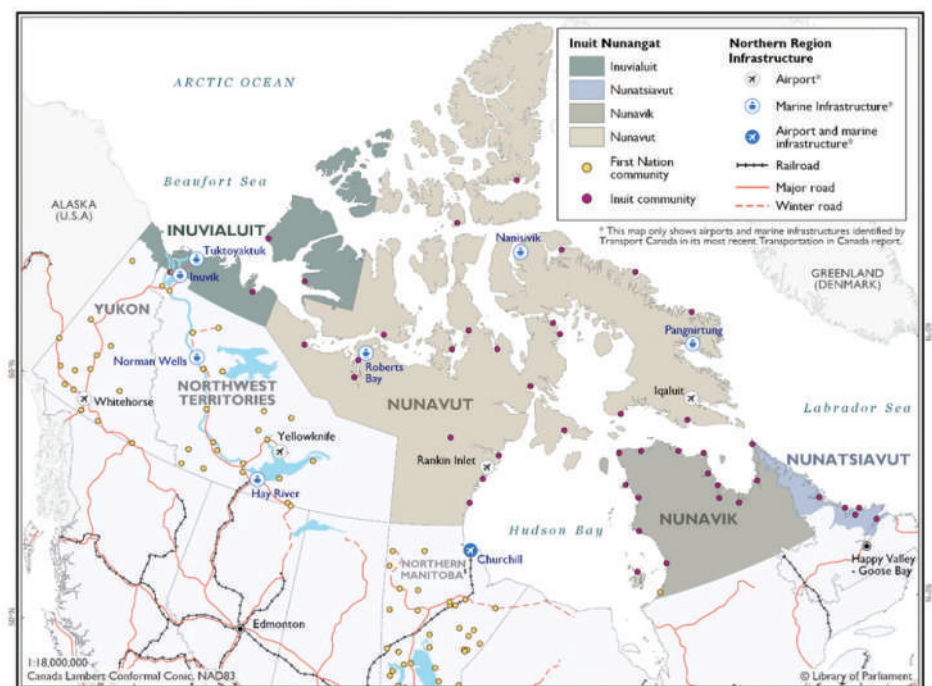 Inuit Nunangat
Inuvialuit
Nunatsiavut
Nunavik
Nunavut
First Nation
community
Inuit community
Northern Region
Infrastructure
Airport*
Marine Infrastructure*
Airport and marine
infrastructure*
Railroad
Major road
Winter road
* This map only shows airports and marine infrastructures identified by
Transport Canada in its most recent Transportation in Canada report.
ARCTIC OCEAN
Beaufort Sea
ALASKA
(U.S.A)
INUVIALUIT
Tuktoyaktuk
Inuvik
Nanisivik
GREENLAND
(DENMARK)
YUKON
Pangnirtung
Norman Wells
Roberts
Bay
NORTHWEST
TERRITORIES
Whitehorse
NUNAVUT
Iqaluit
Labrador Sea
Yellowknife
Rankin Inlet
NUNATSIAVUT
Hay River
NUNAVIK
Hudson Bay
Churchill
NORTHERN
MANITOBA
Happy Valley
- Goose Bay
Edmonton
1:18,000,000
Canada Lambert Conformal Conic, NAD83
© Library of Parliament